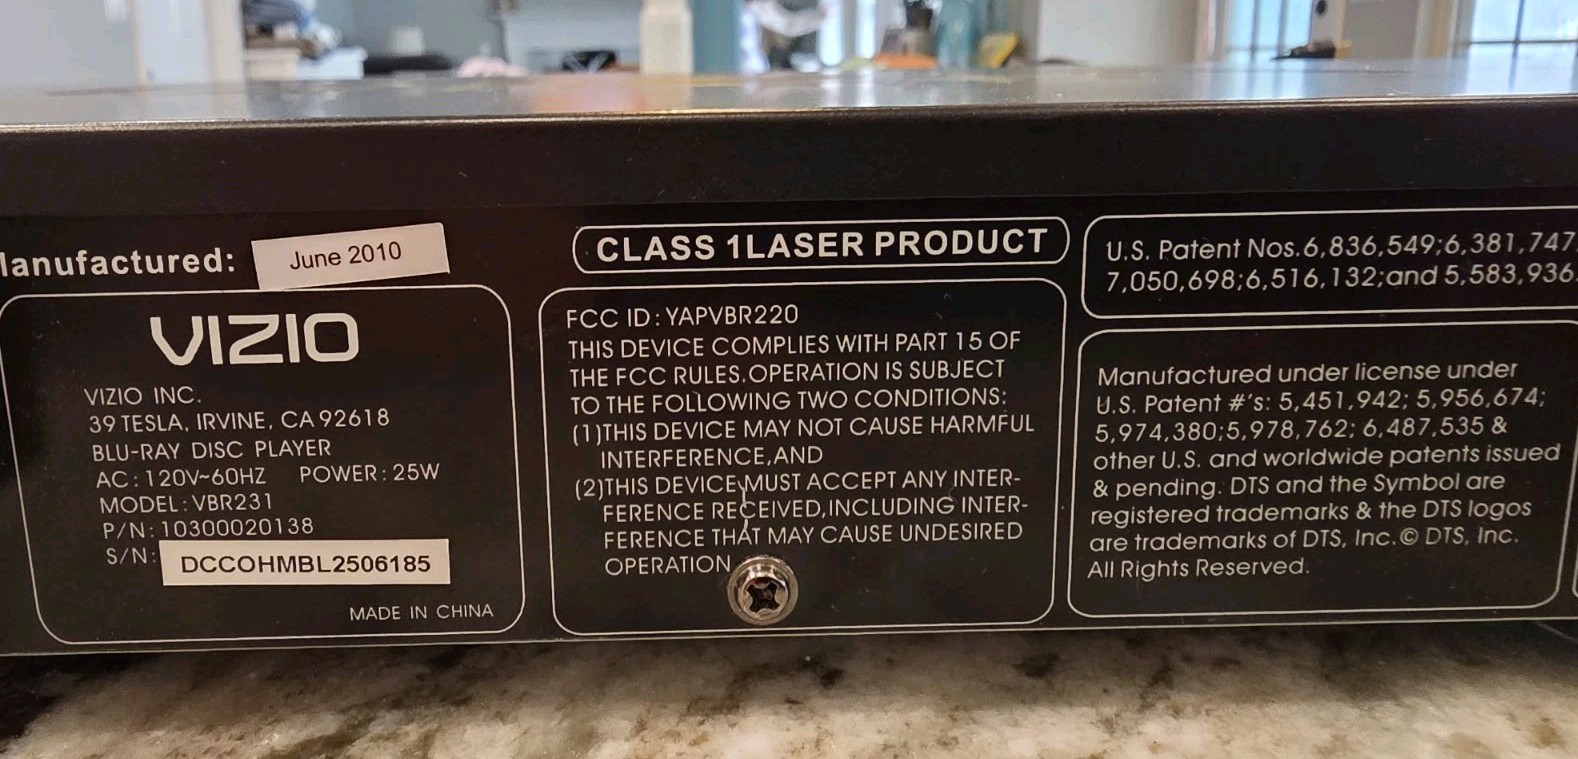 lanufactured: June 2010
VIZIO
VIZIO INC.
39 TESLA, IRVINE, CA 92618
BLU-RAY DISC PLAYER
AC: 120V~60HZ POWER: 25W
MODEL: VBR231
P/N: 10300020138
S/N: DCCOHMBL2506185
MADE IN CHINA
CLASS 1LASER PRODUCT
FCC ID: YAPVBR220
THIS DEVICE COMPLIES WITH PART 15 OF
THE FCC RULES.OPERATION IS SUBJECT
TO THE FOLLOWING TWO CONDITIONS:
(1)THIS DEVICE MAY NOT CAUSE HARMFUL
INTERFERENCE,AND
(2)THIS DEVICE MUST ACCEPT ANY INTER-
FERENCE RECEIVED,INCLUDING INTER-
FERENCE THAT MAY CAUSE UNDESIRED
OPERATION
U.S. Patent Nos.6,836,549;6,381,747
7,050,698;6,516,132;and 5,583,936.
Manufactured under license under
U.S. Patent #'s: 5,451,942; 5,956,674;
5,974,380;5,978,762; 6,487,535 &
other U.S. and worldwide patents issued
& pending. DTS and the Symbol are
registered trademarks & the DTS logos
are trademarks of DTS, Inc.© DTS, Inc.
All Rights Reserved.